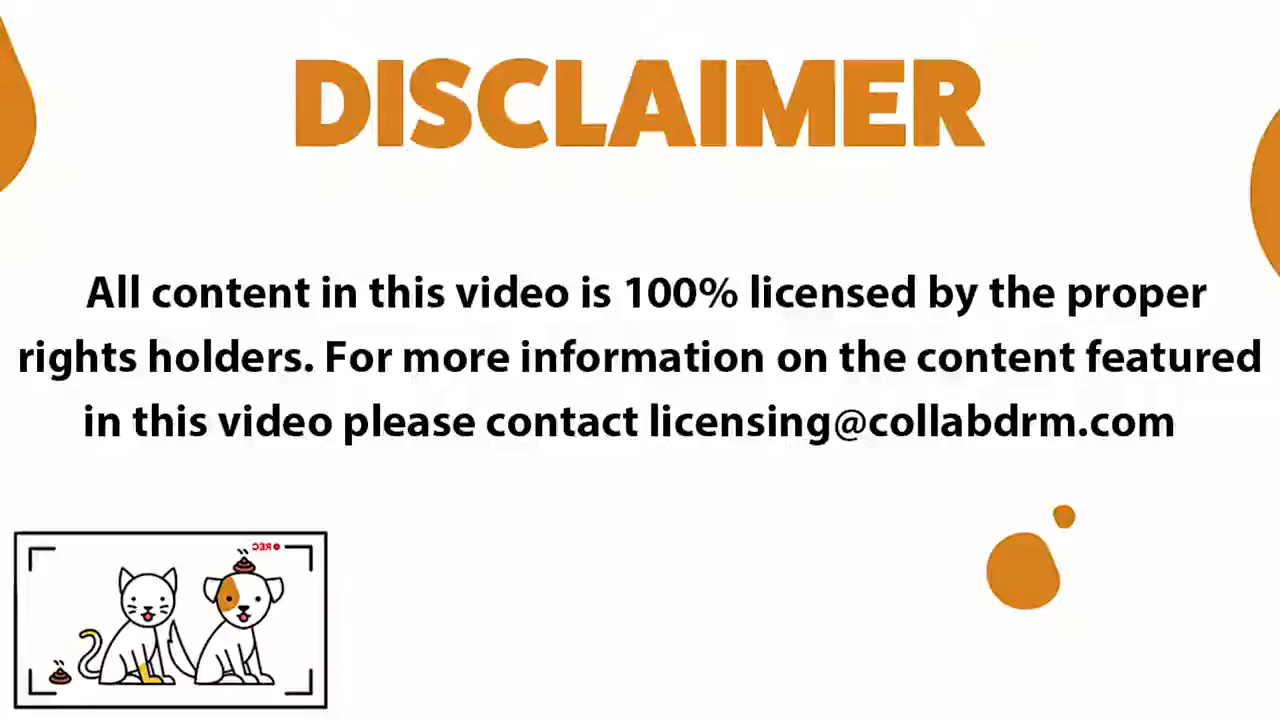 DISCLAIMER
All content in this video is 100% licensed by the proper
rights holders. For more information on the content featured
in this video please contact licensing@collabdrm.com
REC